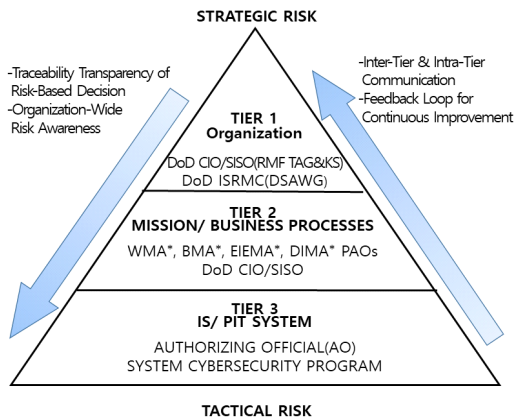 STRATEGIC RISK
-Traceability Transparency of
Risk-Based Decision
-Organization-Wide
Risk Awareness
-Inter-Tier & Intra-Tier
Communication
-Feedback Loop for
Continuous Improvement
TIER 1
Organization
DoD CIO/SISO(RMF TAG&KS)
DoD ISRMC(DSAWG)
TIER 2
MISSION/ BUSINESS PROCESSES
WMA*, BMA*, EIEMA*, DIMA* PAOs
DoD CIO/SISO
TIER 3
IS/ PIT SYSTEM
AUTHORIZING OFFICIAL(AO)
SYSTEM CYBERSECURITY PROGRAM
TACTICAL RISK